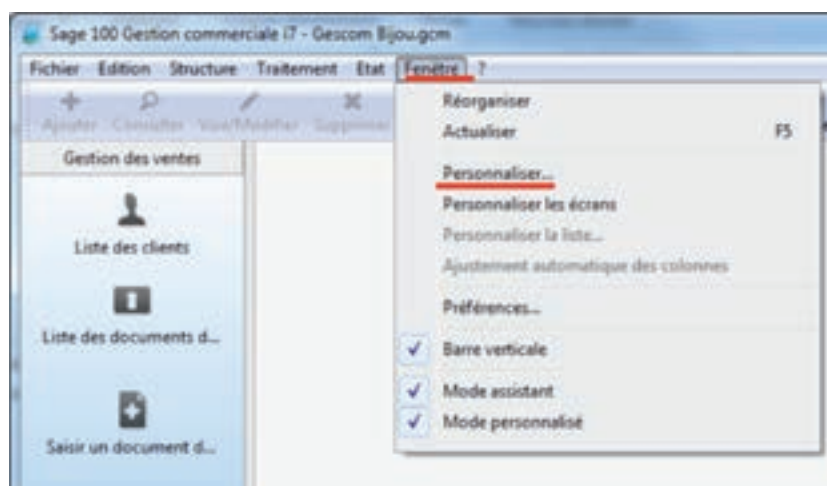 Sage 100 Gestion commerciale i7 - Gescom Bijou.gcm
Fichier Edition Structure Traitement Etat Fenêtre ?
Ajouter Consulter Voir/Modifier Supprimer
Gestion des ventes
Liste des clients
Liste des documents d...
Saisir un document d...
Réorganiser
Actualiser F5
Personnaliser...
Personnaliser les écrans
Personnaliser la liste...
Ajustement automatique des colonnes
Préférences...
Barre verticale
Mode assistant
Mode personnalisé